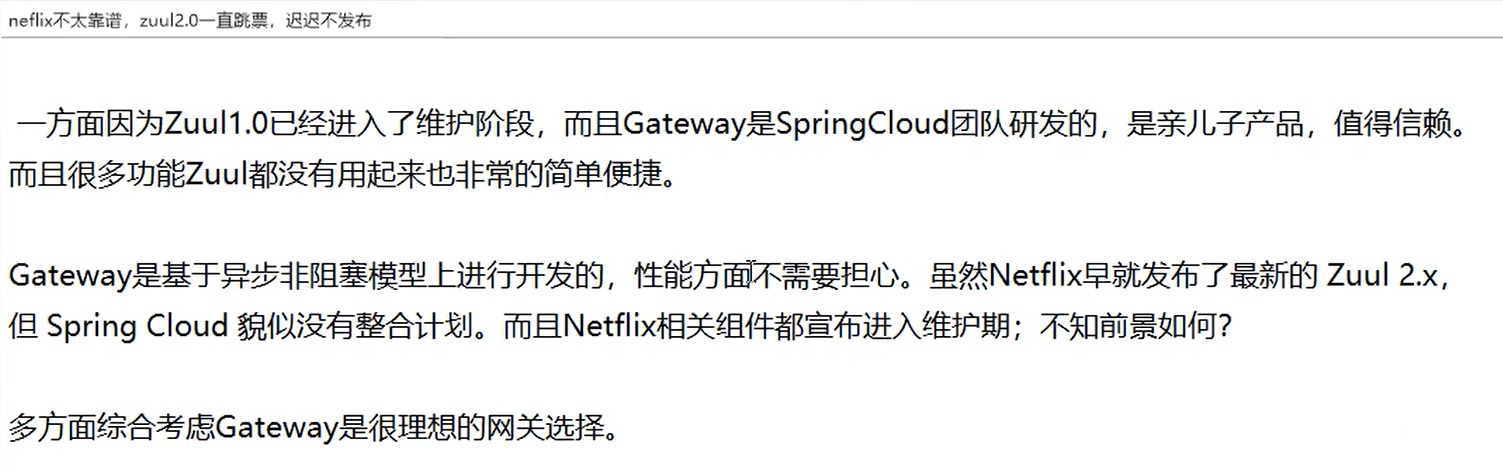 neflix不太靠谱，zuul2.0一直跳票，迟迟不发布
一方面因为Zuul1.0已经进入了维护阶段，而且Gateway是SpringCloud团队研发的，是亲儿子产品，值得信赖。
而且很多功能Zuul都没有用起来也非常的简单便捷。
Gateway是基于异步非阻塞模型上进行开发的，性能方面不需要担心。虽然Netflix早就发布了最新的 Zuul 2.x，
但 Spring Cloud 貌似没有整合计划。而且Netflix相关组件都宣布进入维护期；不知前景如何？
多方面综合考虑Gateway是很理想的网关选择。